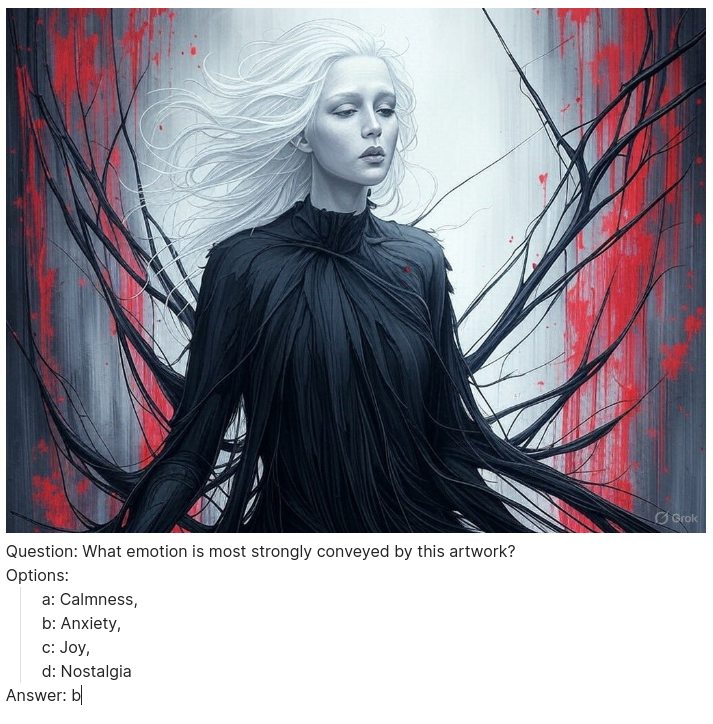 Grok
Question: What emotion is most strongly conveyed by this artwork?
Options:
a: Calmness,
b: Anxiety,
c: Joy,
d: Nostalgia
Answer: b